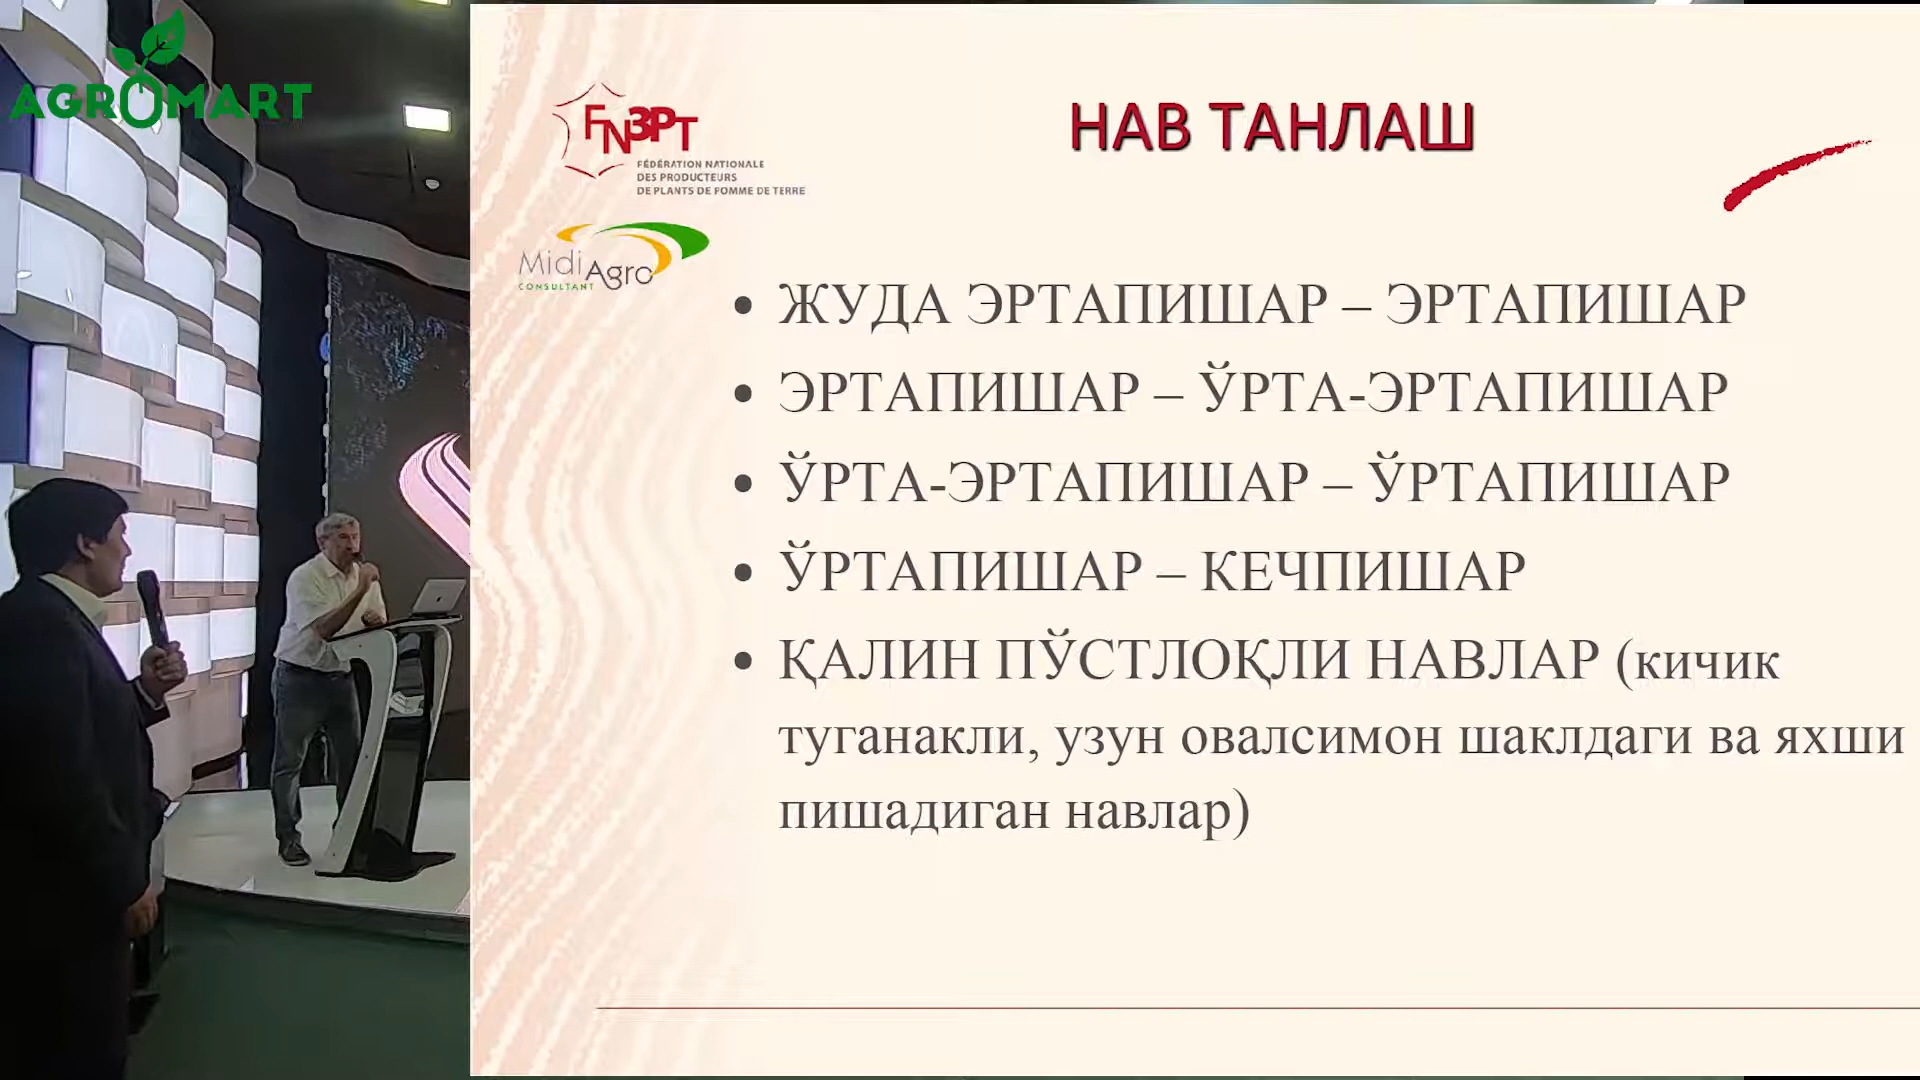 AGROMART
FN3PT
FÉDÉRATION NATIONALE
DES PRODUCTEURS
DE PLANTS DE POMME DE TERRE
Midi Agro
CONSULTANT
НАВ ТАНЛАШ
• ЖУДА ЭРТАПИШАР – ЭРТАПИШАР
• ЭРТАПИШАР – ЎРТА-ЭРТАПИШАР
• ЎРТА-ЭРТАПИШАР – ЎРТАПИШАР
• ЎРТАПИШАР – КЕЧПИШАР
• ҚАЛИН ПЎСТЛОҚЛИ НАВЛАР (кичик
туганакли, узун овалсимон шаклдаги ва яхши
пишадиган навлар)